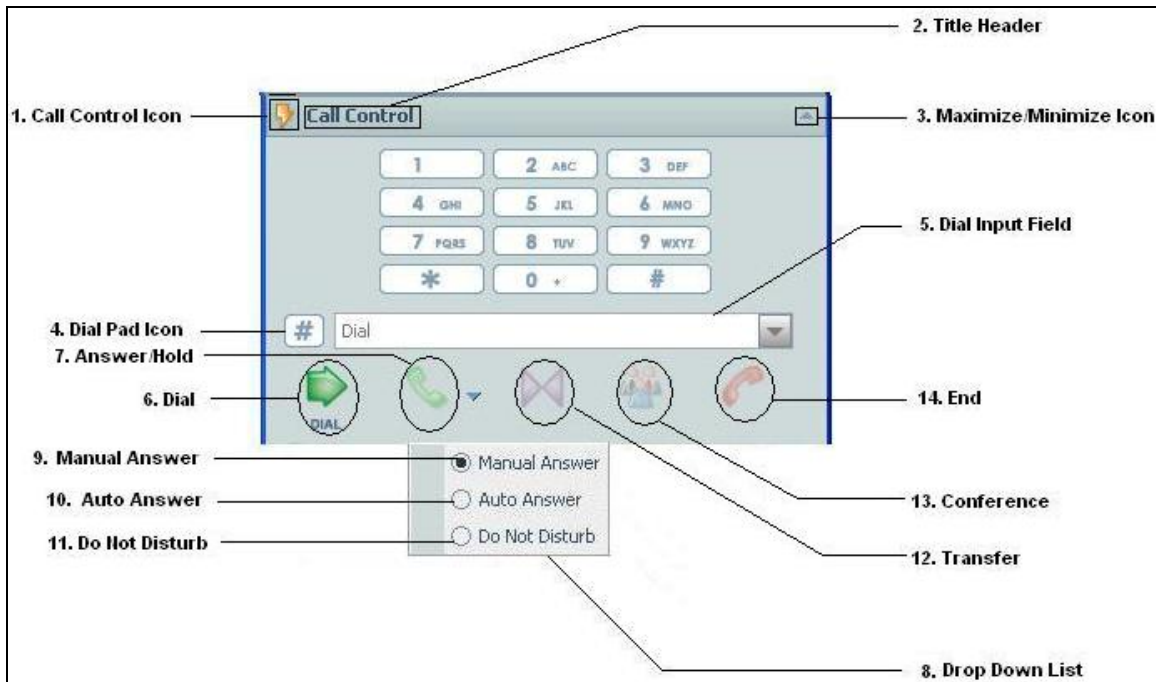 2. Title Header
1. Call Control Icon
Call Control
3. Maximize/Minimize Icon
1
2 ABC
3 DEF
4 GHI
5 JKL
6 MNO
7 PQRS
8 TUV
9 WXYZ
*
0 +
#
5. Dial Input Field
4. Dial Pad Icon
#
Dial
7. Answer/Hold
6. Dial
DIAL
14. End
9. Manual Answer
Manual Answer
10. Auto Answer
Auto Answer
13. Conference
11. Do Not Disturb
Do Not Disturb
12. Transfer
8. Drop Down List